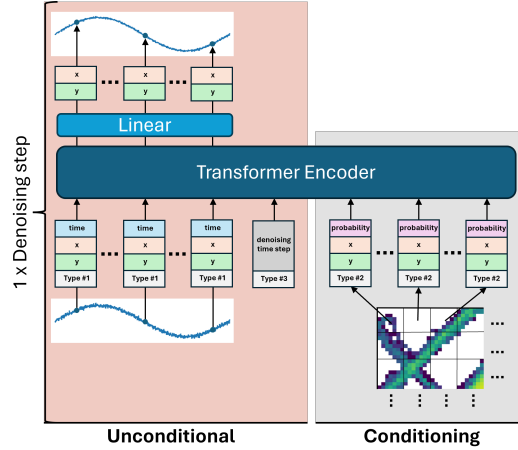 x x x
y y y
Linear
Transformer Encoder
1 x Denoising step
time time time
x x x
y y y
Type #1 Type #1 Type #1
denoising
time step
Type #3
probability probability probability
x x x
y y y
Type #2 Type #2 Type #2
Unconditional
Conditioning